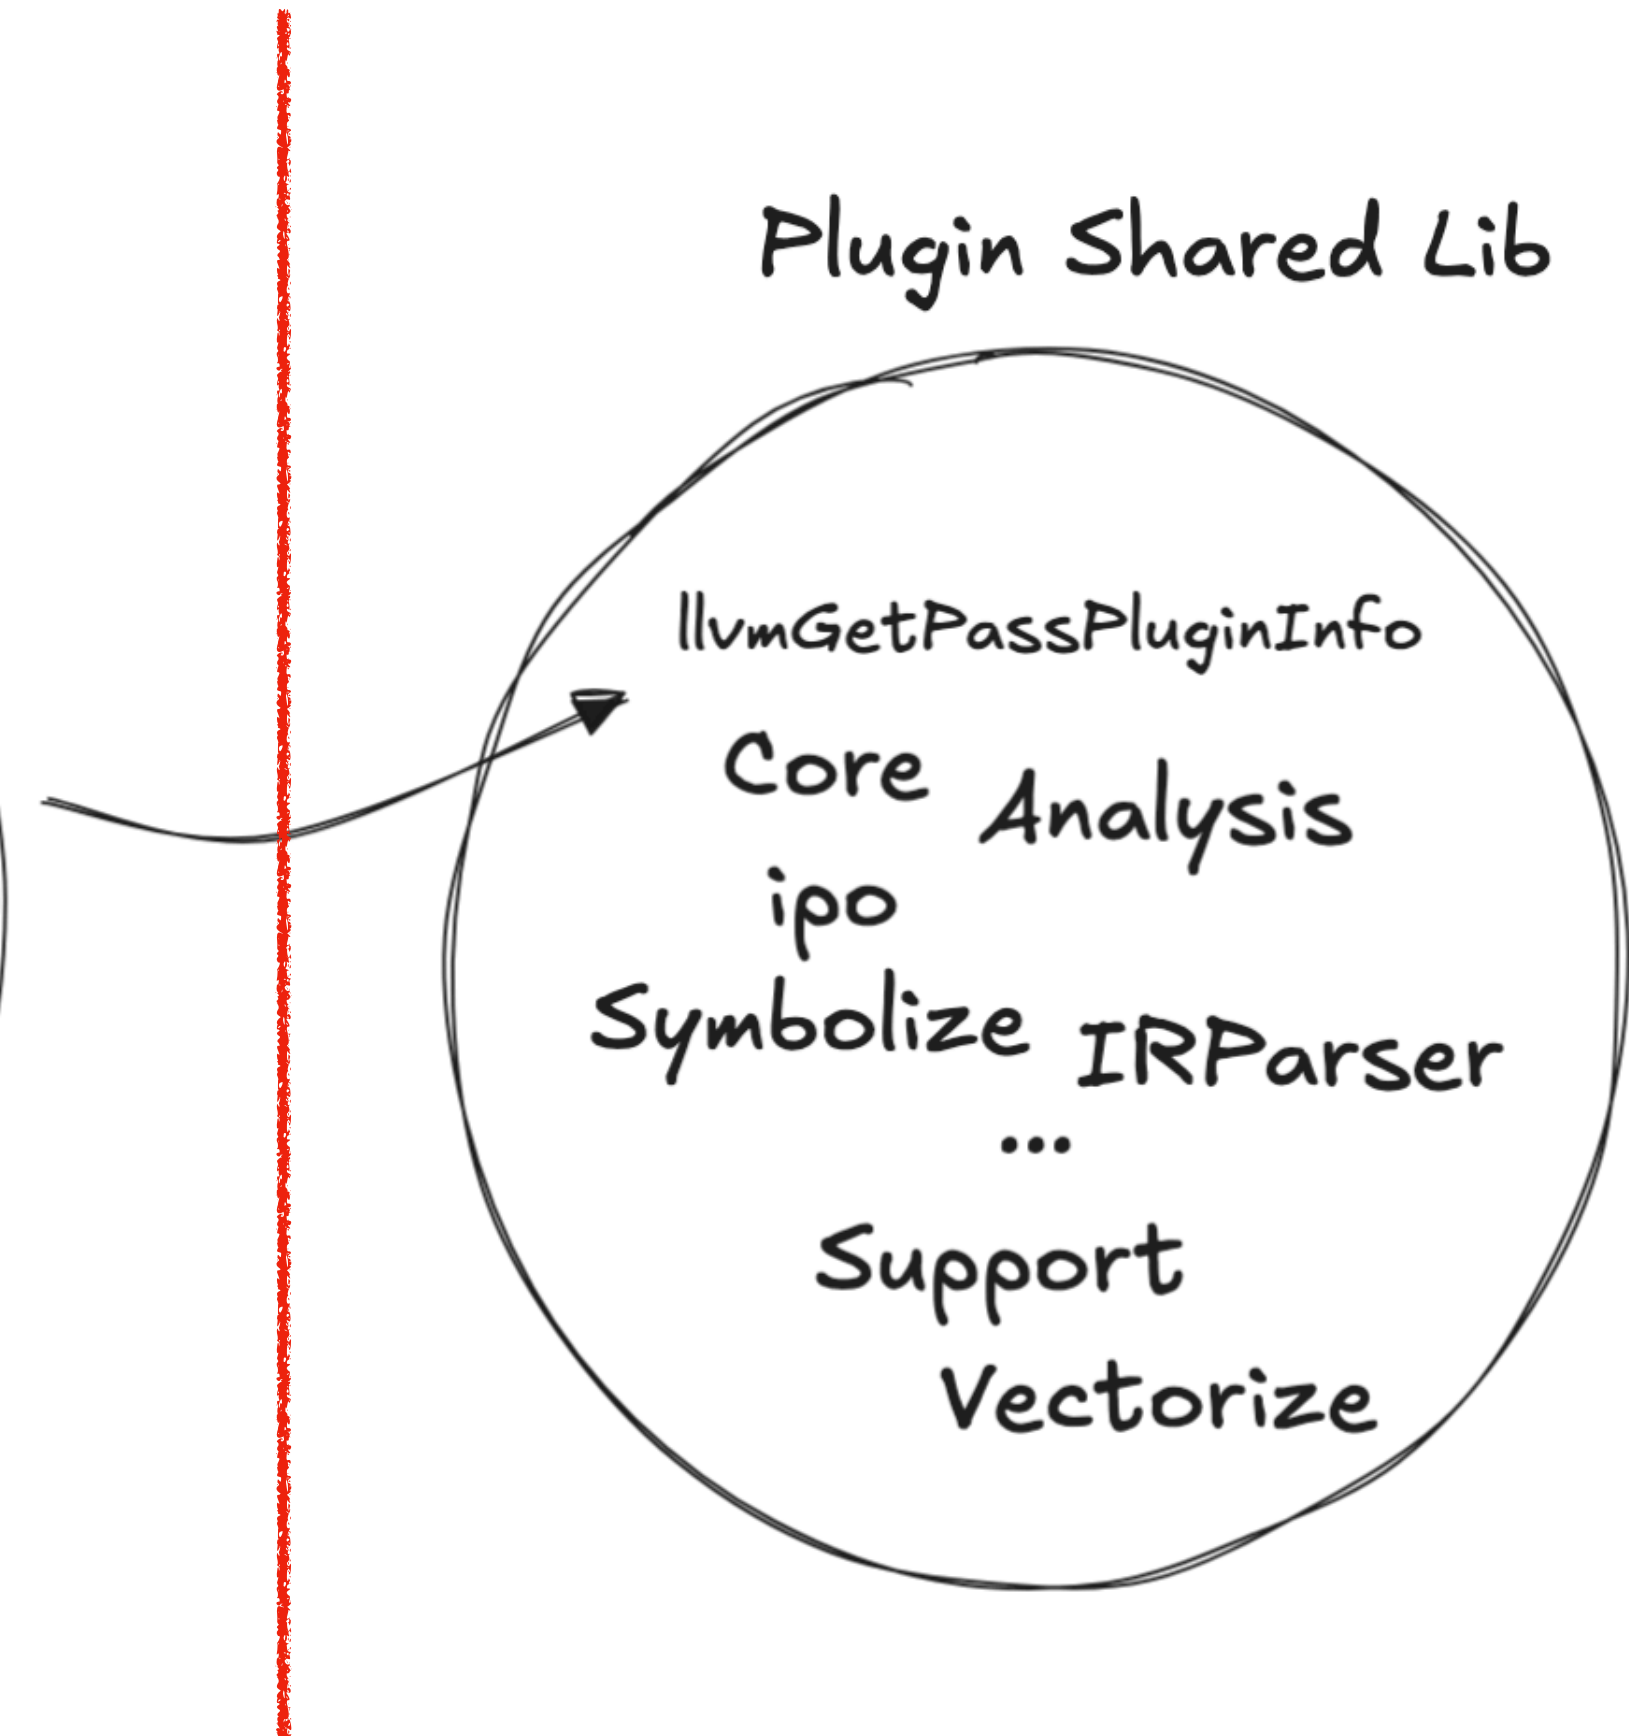 Plugin Shared Lib
llvmGetPassPluginInfo
Core
Analysis
ipo
Symbolize
IRParser
...
Support
Vectorize